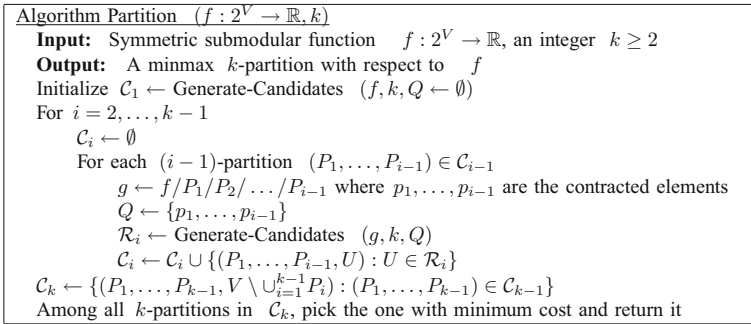 Algorithm Partition (f : 2^V → ℝ, k)
Input: Symmetric submodular function f : 2^V → ℝ, an integer k ≥ 2
Output: A minmax k-partition with respect to f
Initialize 𝒞_1 ← Generate-Candidates (f, k, Q ← ∅)
For i = 2, . . . , k − 1
𝒞_i ← ∅
For each (i − 1)-partition (P_1, . . . , P_{i−1}) ∈ 𝒞_{i−1}
g ← f/P_1/P_2/ . . . /P_{i−1} where p_1, . . . , p_{i−1} are the contracted elements
Q ← {p_1, . . . , p_{i−1}}
ℛ_i ← Generate-Candidates (g, k, Q)
𝒞_i ← 𝒞_i ∪ {(P_1, . . . , P_{i−1}, U) : U ∈ ℛ_i}
𝒞_k ← {(P_1, . . . , P_{k−1}, V \ ∪_{i=1}^{k−1} P_i) : (P_1, . . . , P_{k−1}) ∈ 𝒞_{k−1}}
Among all k-partitions in 𝒞_k, pick the one with minimum cost and return it